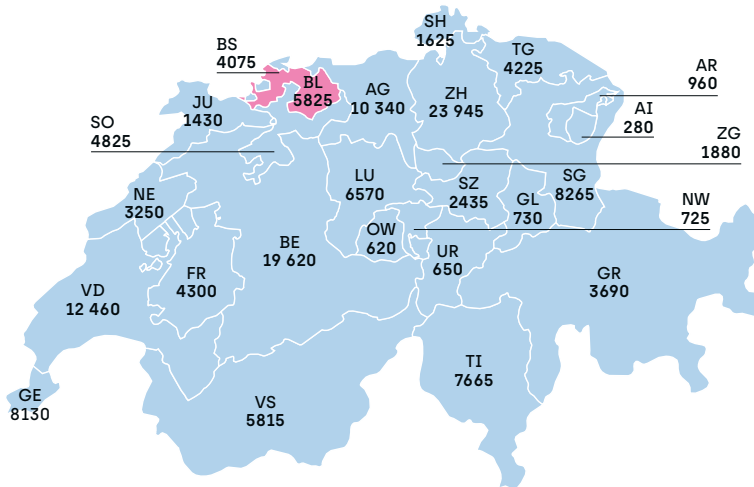 SH
1625
BS
4075
TG
4225
AR
960
BL
5825
AG
10 340
ZH
23 945
JU
1430
AI
280
SO
4825
ZG
1880
LU
6570
SZ
2435
GL
730
SG
8265
NE
3250
NW
725
OW
620
BE
19 620
UR
650
FR
4300
GR
3690
VD
12 460
TI
7665
GE
8130
VS
5815